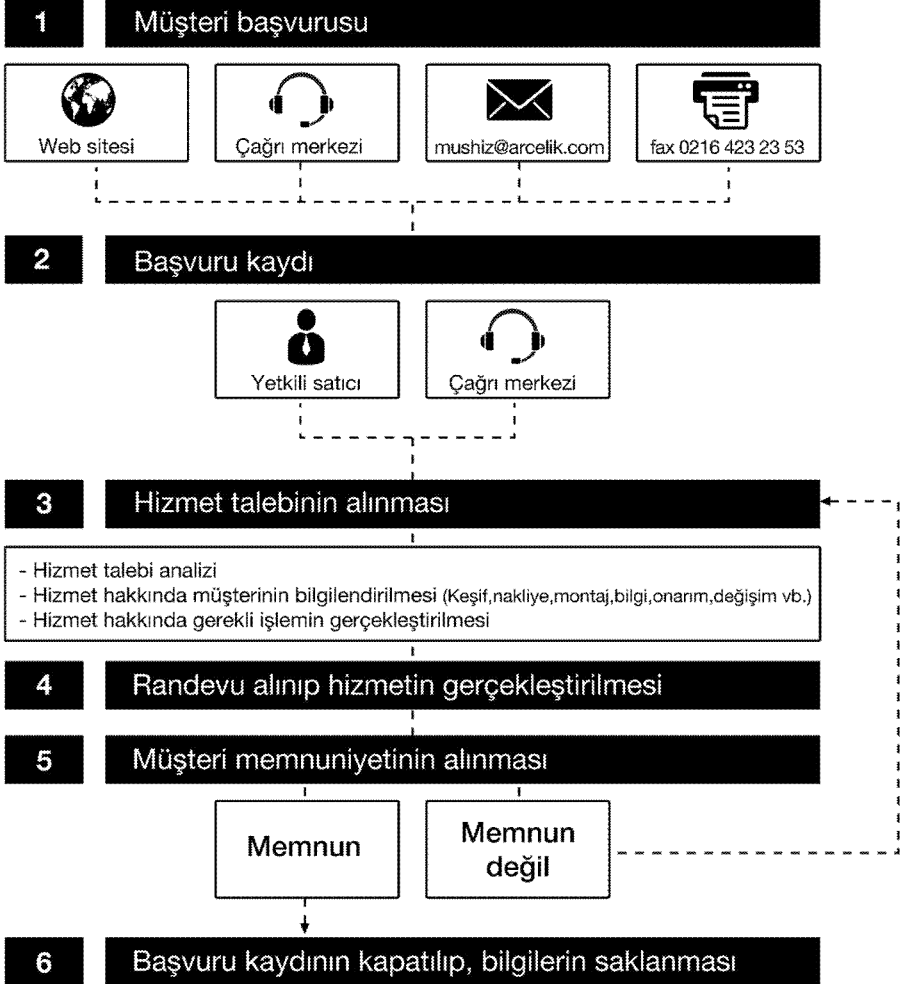 1 Müşteri başvurusu
Web sitesi
Çağrı merkezi
mushiz@arcelik.com
fax 0216 423 23 53
2 Başvuru kaydı
Yetkili satıcı
Çağrı merkezi
3 Hizmet talebinin alınması
- Hizmet talebi analizi
- Hizmet hakkında müşterinin bilgilendirilmesi (Keşif,nakliye,montaj,bilgi,onarım,değişim vb.)
- Hizmet hakkında gerekli işlemin gerçekleştirilmesi
4 Randevu alınıp hizmetin gerçekleştirilmesi
5 Müşteri memnuniyetinin alınması
Memnun
Memnun
değil
6 Başvuru kaydının kapatılıp, bilgilerin saklanması